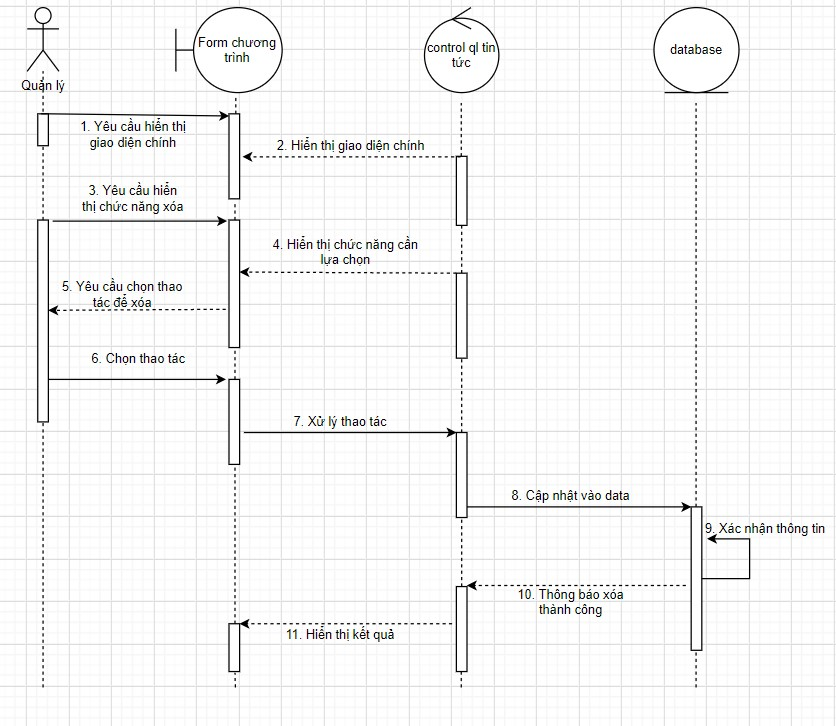 Quản lý
Form chương
trình
control ql tin
tức
database
1. Yêu cầu hiển thị
giao diện chính
2. Hiển thị giao diện chính
3. Yêu cầu hiển
thị chức năng xóa
4. Hiển thị chức năng cần
lựa chọn
5. Yêu cầu chọn thao
tác để xóa
6. Chọn thao tác
7. Xử lý thao tác
8. Cập nhật vào data
9. Xác nhận thông tin
10. Thông báo xóa
thành công
11. Hiển thị kết quả